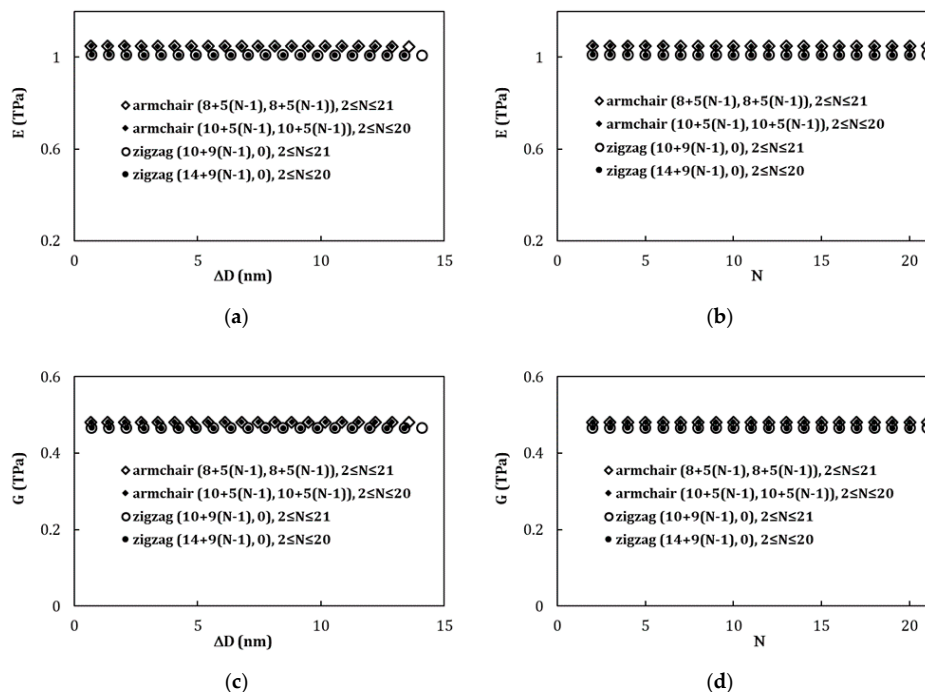 1
0.6
0.2
E (TPa)
armchair (8+5(N-1), 8+5(N-1)), 2≤N≤21
armchair (10+5(N-1), 10+5(N-1)), 2≤N≤20
zigzag (10+9(N-1), 0), 2≤N≤21
zigzag (14+9(N-1), 0), 2≤N≤20
0 5 10 15
ΔD (nm)
(a)
1
0.6
0.2
E (TPa)
armchair (8+5(N-1), 8+5(N-1)), 2≤N≤21
armchair (10+5(N-1), 10+5(N-1)), 2≤N≤20
zigzag (10+9(N-1), 0), 2≤N≤21
zigzag (14+9(N-1), 0), 2≤N≤20
0 5 10 15 20
N
(b)
0.6
0.4
0.2
0
G (TPa)
armchair (8+5(N-1), 8+5(N-1)), 2≤N≤21
armchair (10+5(N-1), 10+5(N-1)), 2≤N≤20
zigzag (10+9(N-1), 0), 2≤N≤21
zigzag (14+9(N-1), 0), 2≤N≤20
0 5 10 15
ΔD (nm)
(c)
0.6
0.4
0.2
0
G (TPa)
armchair (8+5(N-1), 8+5(N-1)), 2≤N≤21
armchair (10+5(N-1), 10+5(N-1)), 2≤N≤20
zigzag (10+9(N-1), 0), 2≤N≤21
zigzag (14+9(N-1), 0), 2≤N≤20
0 5 10 15 20
N
(d)